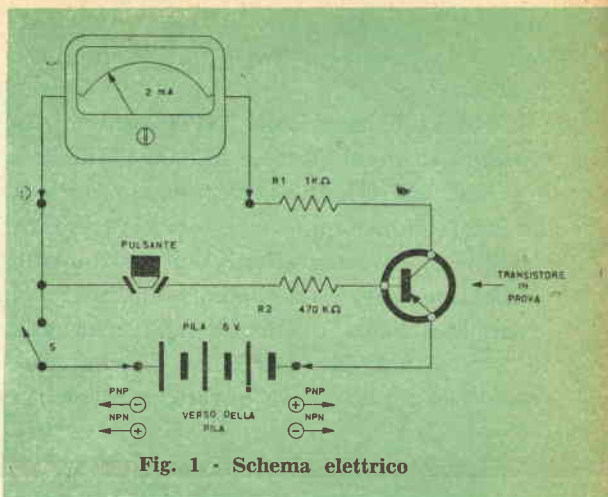 2 mA
R1 1KΩ
PULSANTE
TRANSISTORE
IN
PROVA
R2 470 KΩ
PILA 6 V.
S
PNP
PNP
NPN
NPN
VERSO DELLA
PILA
Fig. 1 - Schema elettrico